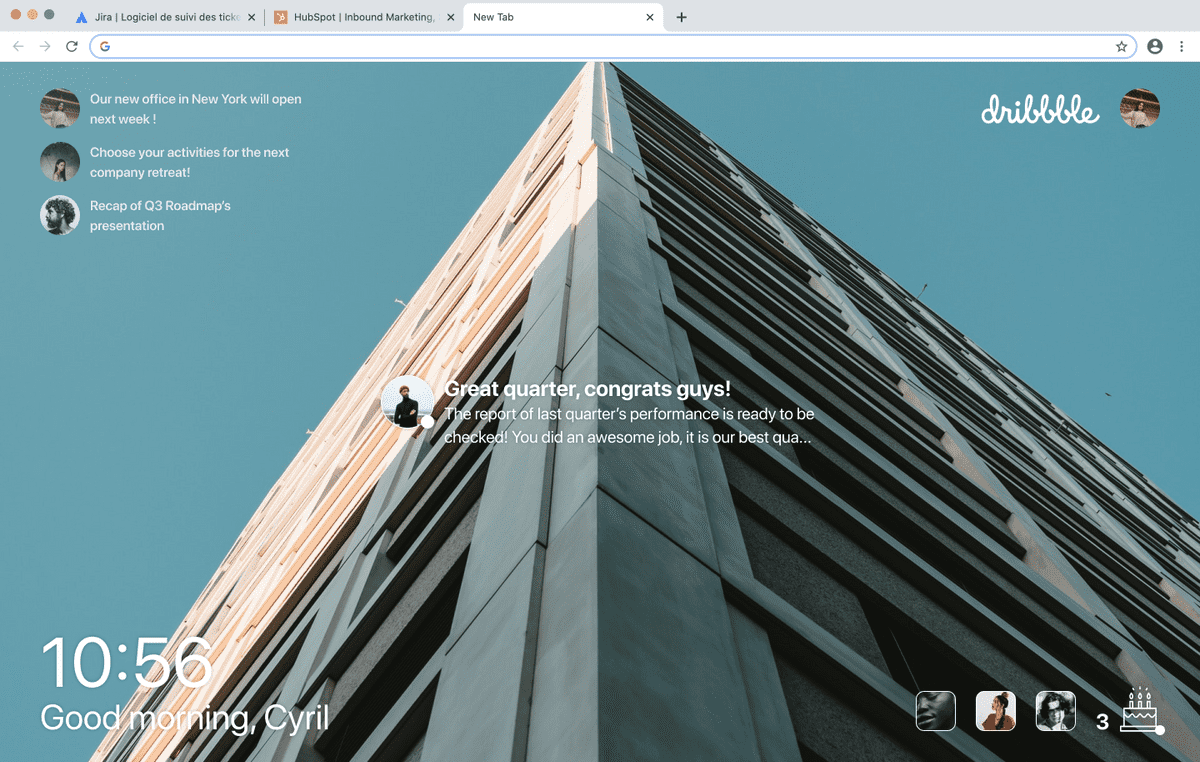 Jira | Logiciel de suivi des ticke
HubSpot | Inbound Marketing,
New Tab
Our new office in New York will open
next week !
Choose your activities for the next
company retreat!
Recap of Q3 Roadmap's
presentation
dribbble
Great quarter, congrats guys!
The report of last quarter's performance is ready to be
checked! You did an awesome job, it is our best qua...
10:56
Good morning, Cyril
3